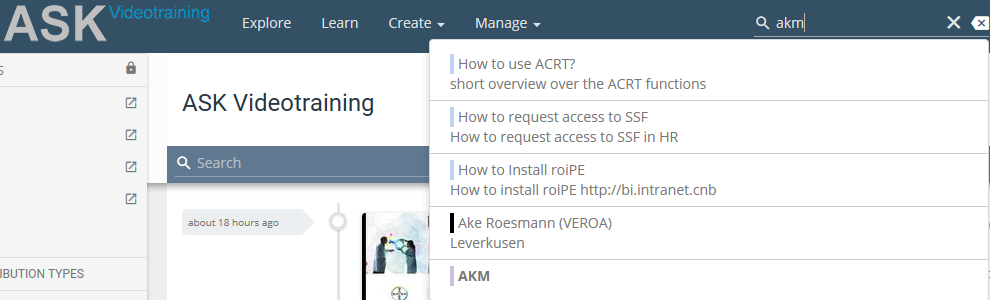 ASK Videotraining
Explore Learn Create Manage akm
How to use ACRT?
short overview over the ACRT functions
How to request access to SSF
How to request access to SSF in HR
How to Install roiPE
How to install roiPE http://bi.intranet.cnb
Ake Roesmann (VEROA)
Leverkusen
AKM
S
ASK Videotraining
Search
about 18 hours ago
IBUTION TYPES